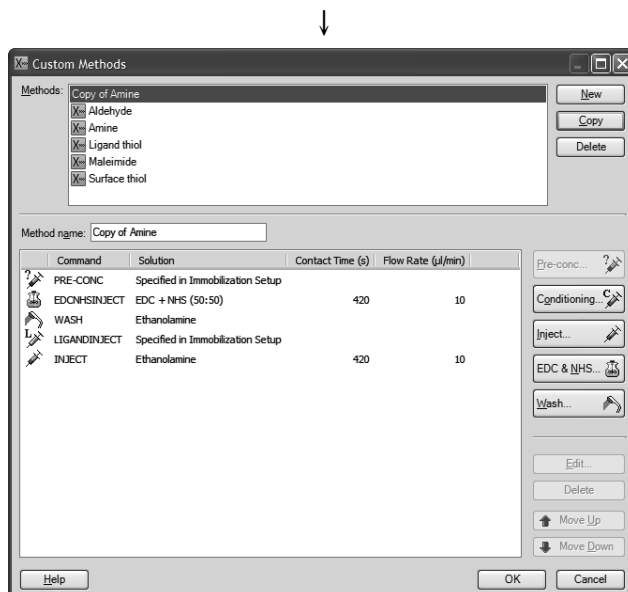 ↓
Custom Methods
Methods:
Copy of Amine
Aldehyde
Amine
Ligand thiol
Maleimide
Surface thiol
New
Copy
Delete
Method name: Copy of Amine
Command Solution Contact Time (s) Flow Rate (µl/min)
? PRE-CONC Specified in Immobilization Setup
EDCNHSINJECT EDC + NHS (50:50) 420 10
WASH Ethanolamine
L LIGANDINJECT Specified in Immobilization Setup
INJECT Ethanolamine 420 10
Pre-conc... ?
Conditioning... C
Inject...
EDC & NHS...
Wash...
Edit...
Delete
Move Up
Move Down
Help OK Cancel